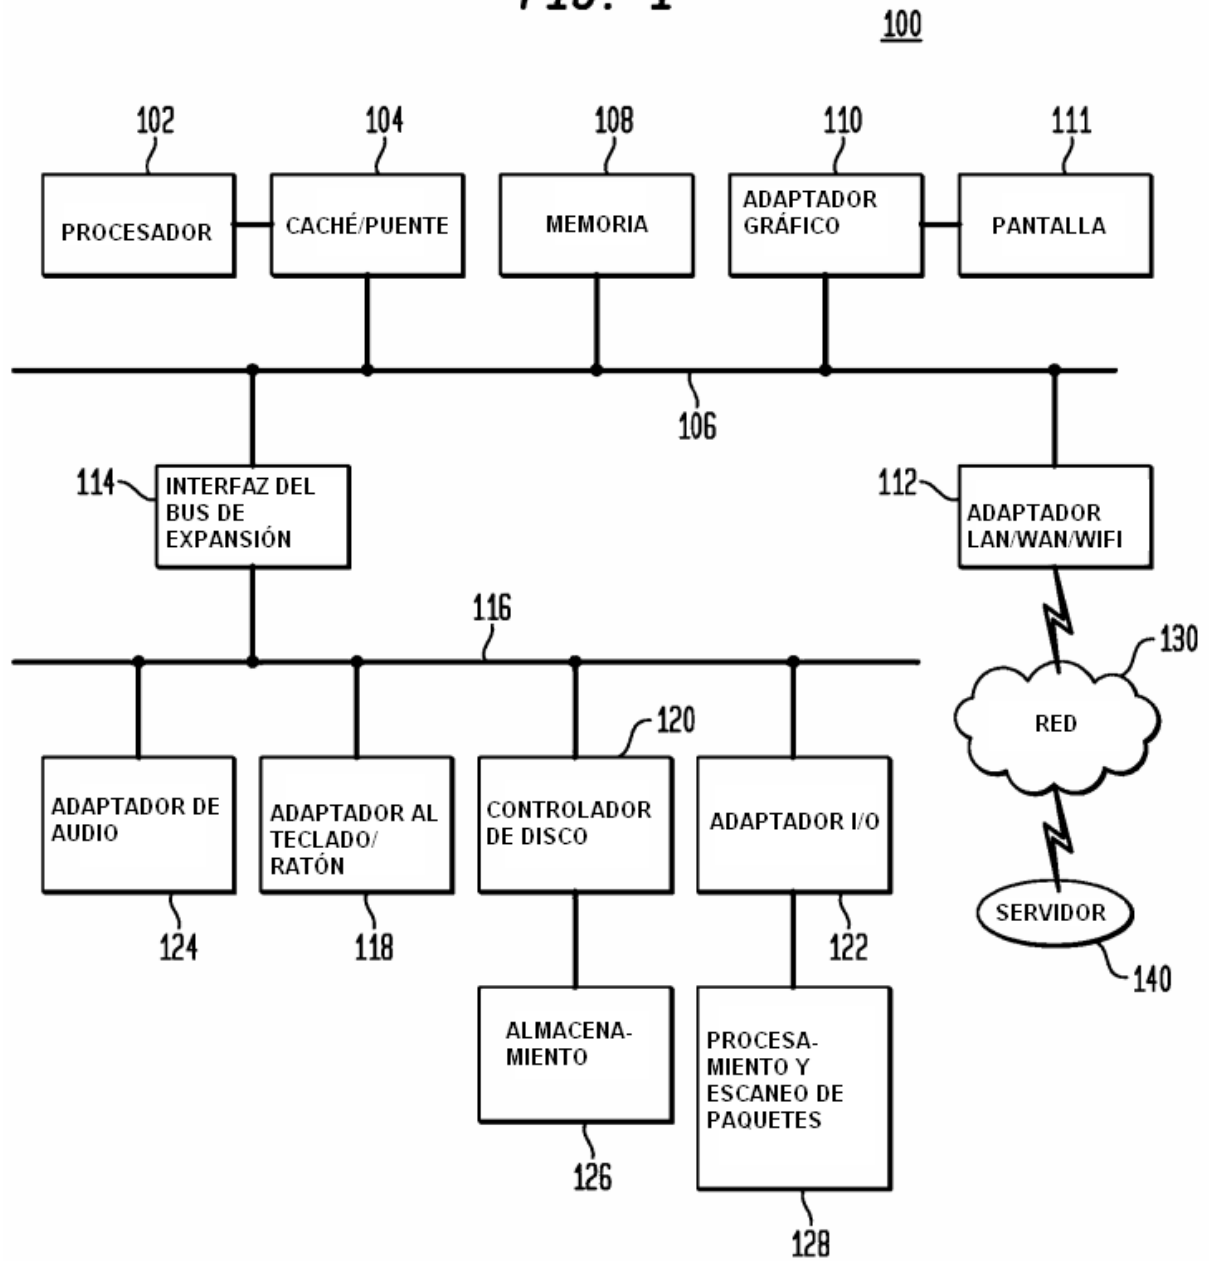 FIG. 1
100
102
104
108
110
111
PROCESADOR
CACHÉ/PUENTE
MEMORIA
ADAPTADOR
GRÁFICO
PANTALLA
106
114
INTERFAZ DEL
BUS DE
EXPANSIÓN
112
ADAPTADOR
LAN/WAN/WIFI
116
130
RED
120
ADAPTADOR DE
AUDIO
ADAPTADOR AL
TECLADO/
RATÓN
CONTROLADOR
DE DISCO
ADAPTADOR I/O
124
118
122
SERVIDOR
140
ALMACENA-
MIENTO
PROCESA-
MIENTO Y
ESCANEO DE
PAQUETES
126
128